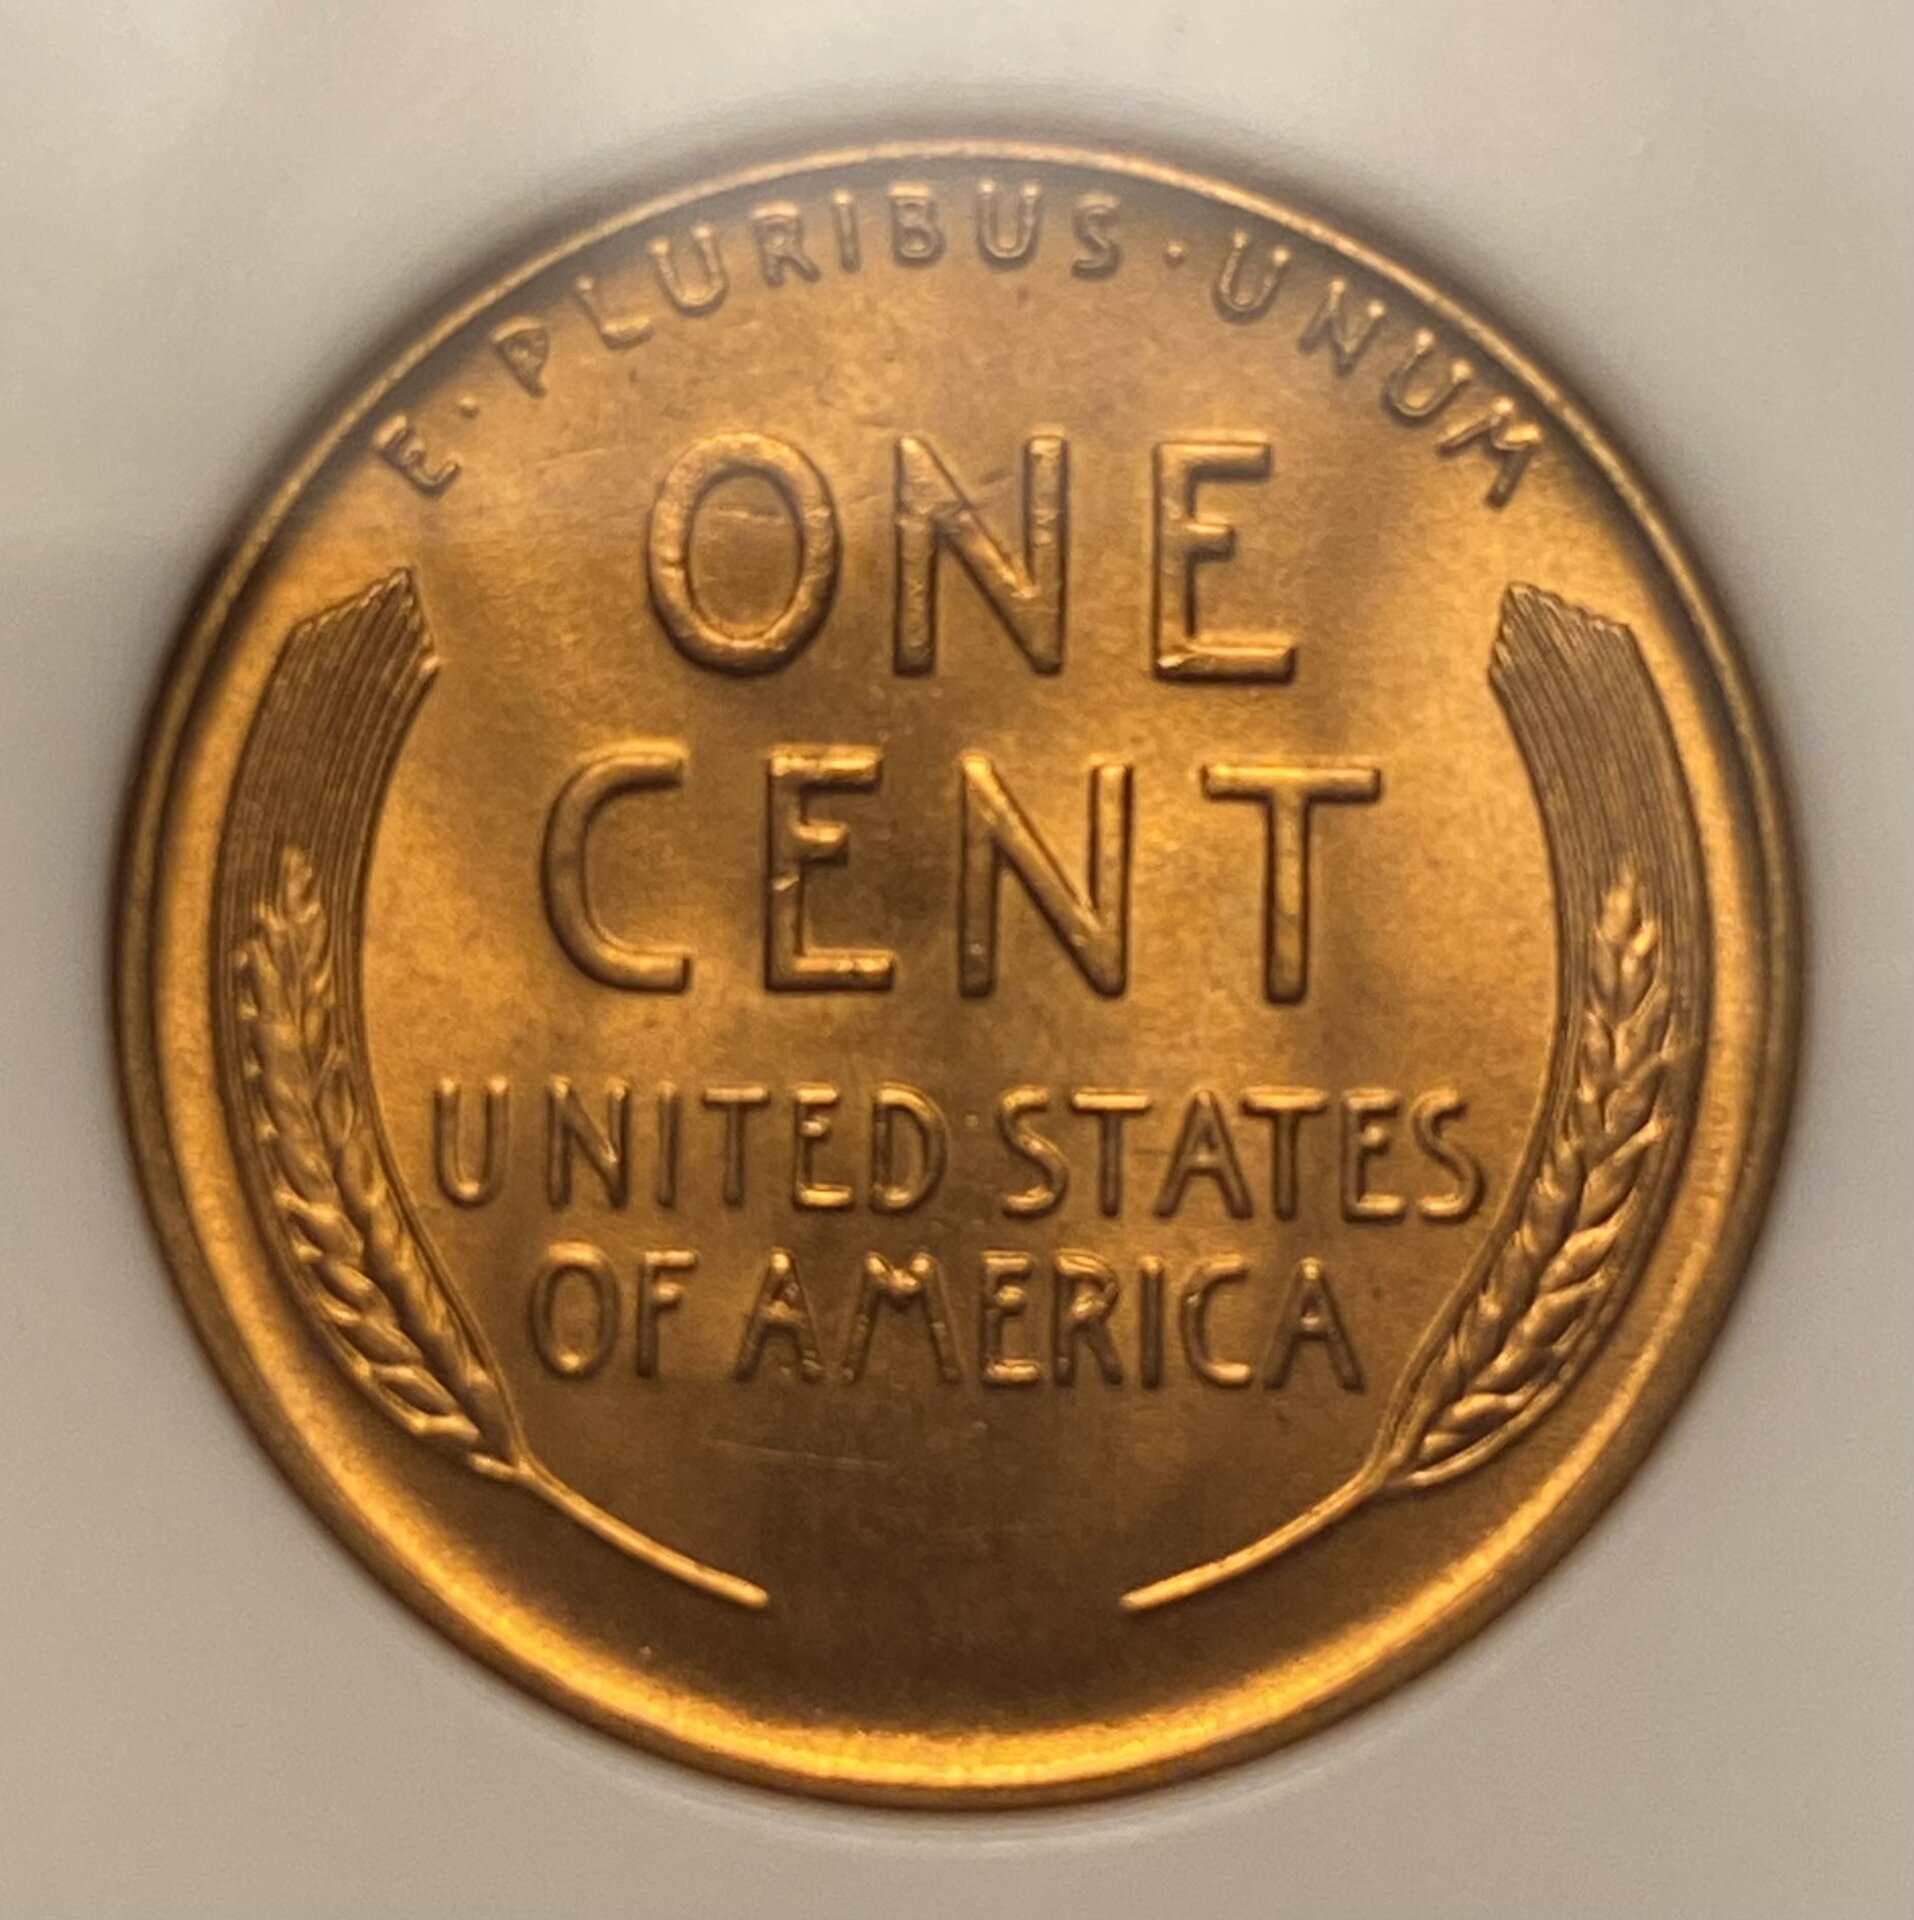 E · PLURIBUS · UNUM
ONE
CENT
UNITED STATES
OF AMERICA